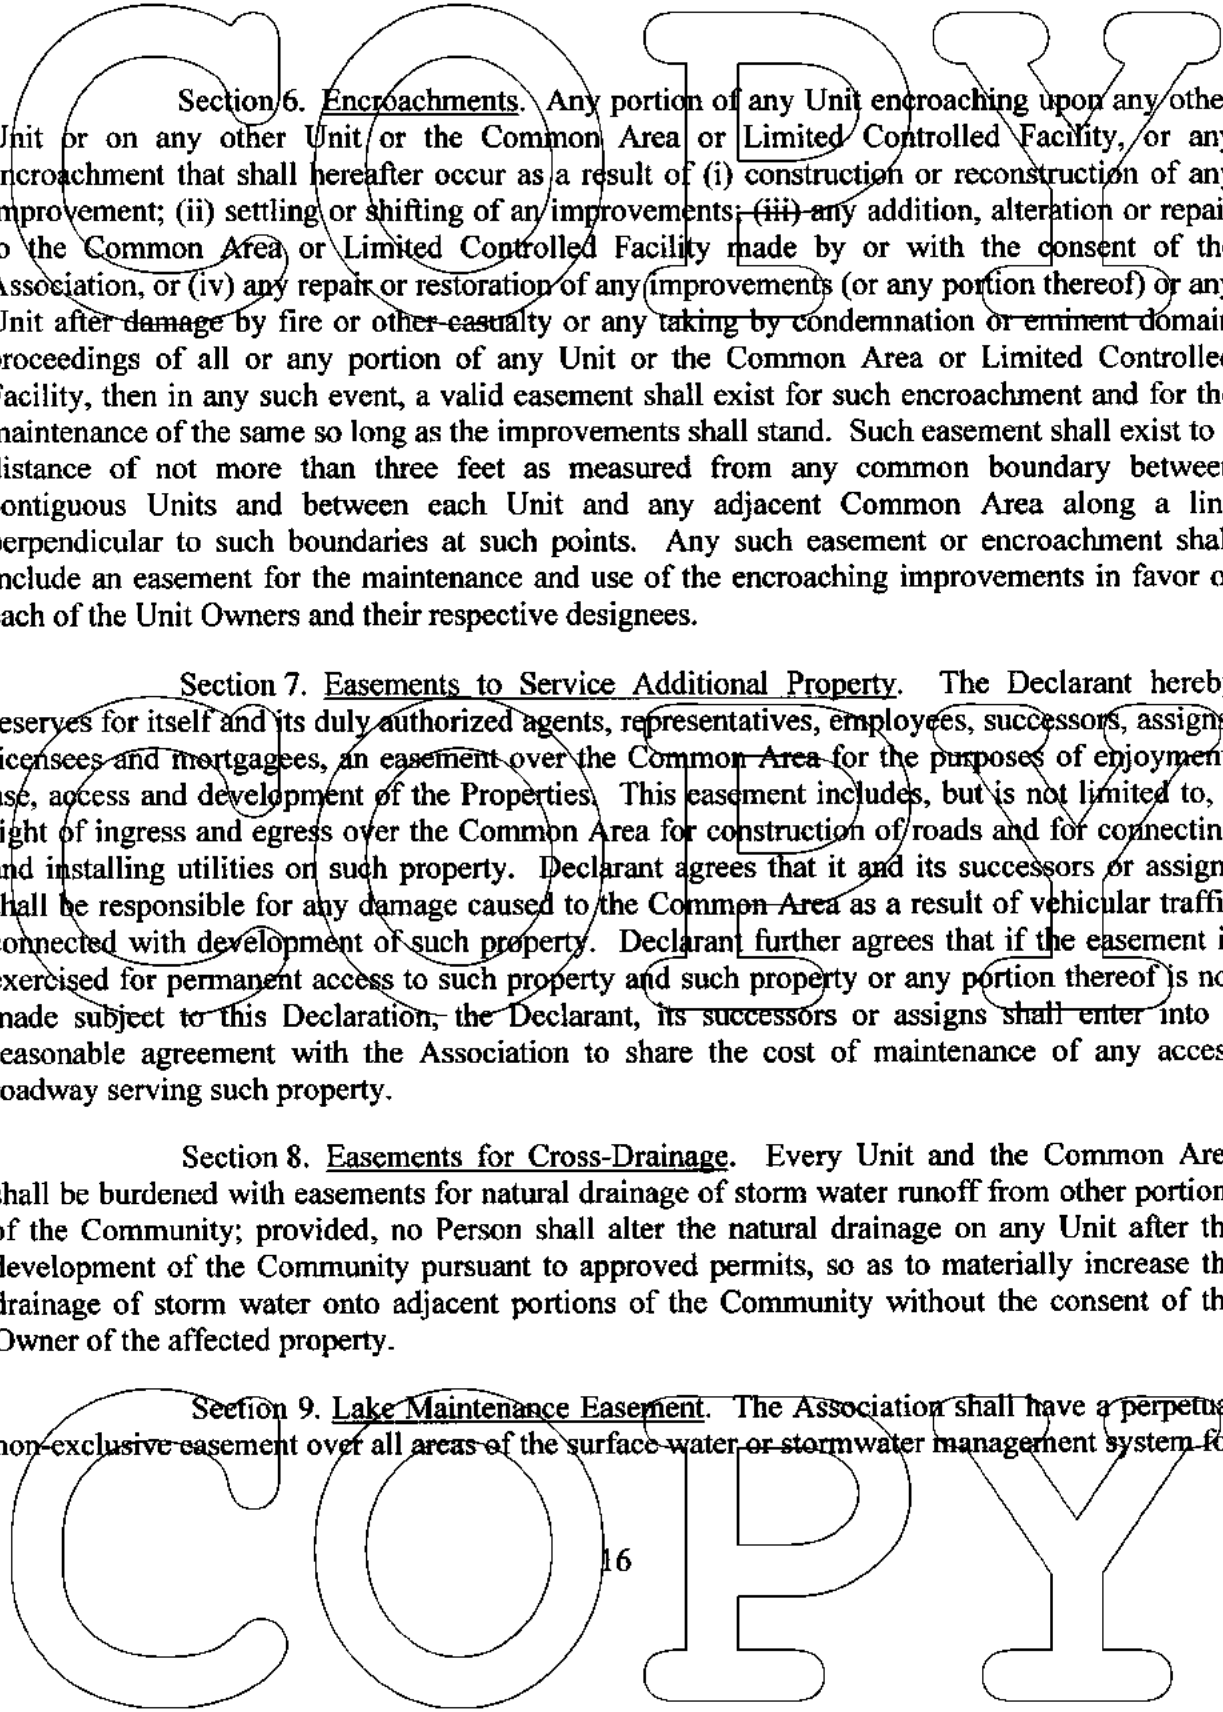 Section 6. Encroachments. Any portion of any Unit encroaching upon any othe
Unit or on any other Unit or the Common Area or Limited Controlled Facility, or any
ncroachment that shall hereafter occur as a result of (i) construction or reconstruction of any
mprovement; (ii) settling or shifting of an improvements; (iii) any addition, alteration or repai
o the Common Area or Limited Controlled Facility made by or with the consent of the
Association, or (iv) any repair or restoration of any improvements (or any portion thereof) or any
Unit after damage by fire or other casualty or any taking by condemnation or eminent domain
proceedings of all or any portion of any Unit or the Common Area or Limited Controlled
Facility, then in any such event, a valid easement shall exist for such encroachment and for the
maintenance of the same so long as the improvements shall stand. Such easement shall exist to
distance of not more than three feet as measured from any common boundary between
contiguous Units and between each Unit and any adjacent Common Area along a lin
perpendicular to such boundaries at such points. Any such easement or encroachment shal
include an easement for the maintenance and use of the encroaching improvements in favor o
each of the Unit Owners and their respective designees.
Section 7. Easements to Service Additional Property. The Declarant hereby
reserves for itself and its duly authorized agents, representatives, employees, successors, assigns
licensees and mortgagees, an easement over the Common Area for the purposes of enjoyment
use, access and development of the Properties. This easement includes, but is not limited to,
right of ingress and egress over the Common Area for construction of roads and for connectin
and installing utilities on such property. Declarant agrees that it and its successors or assign
shall be responsible for any damage caused to the Common Area as a result of vehicular traffi
connected with development of such property. Declarant further agrees that if the easement i
exercised for permanent access to such property and such property or any portion thereof is no
made subject to this Declaration, the Declarant, its successors or assigns shall enter into
reasonable agreement with the Association to share the cost of maintenance of any acces
roadway serving such property.
Section 8. Easements for Cross-Drainage. Every Unit and the Common Are
shall be burdened with easements for natural drainage of storm water runoff from other portion
of the Community; provided, no Person shall alter the natural drainage on any Unit after th
development of the Community pursuant to approved permits, so as to materially increase th
drainage of storm water onto adjacent portions of the Community without the consent of th
Owner of the affected property.
Section 9. Lake Maintenance Easement. The Association shall have a perpetua
non-exclusive easement over all areas of the surface water or stormwater management system fo
16
COPY
COPY
COPY